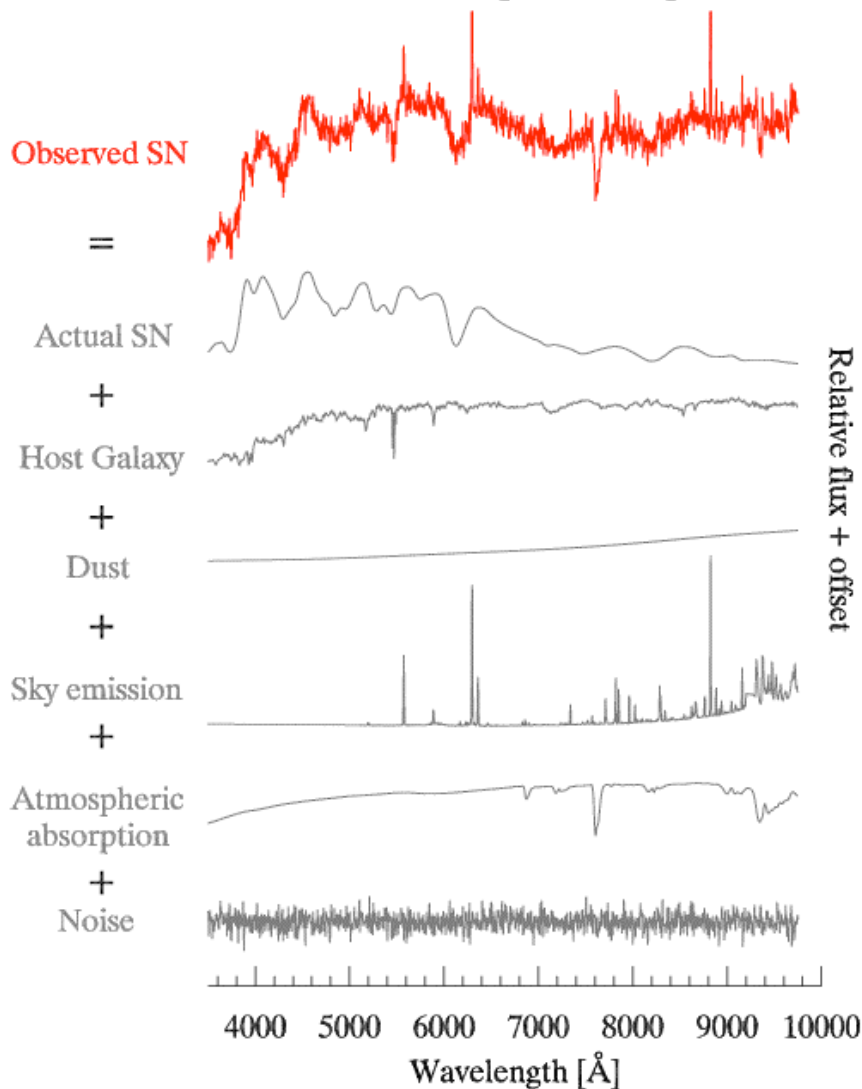 Observed SN
=
Actual SN
+
Host Galaxy
+
Dust
+
Sky emission
+
Atmospheric
absorption
+
Noise
Relative flux + offset
4000 5000 6000 7000 8000 9000 10000
Wavelength [Å]